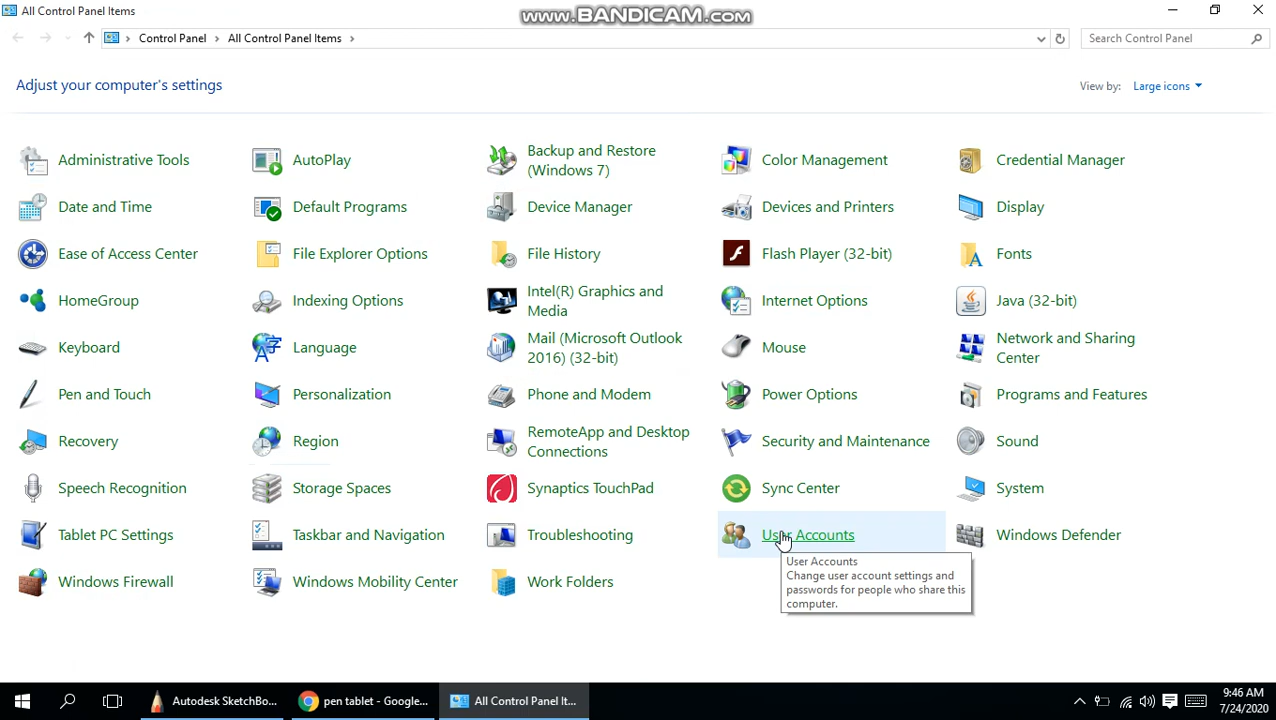 All Control Panel Items
www.BANDICAM.com
Control Panel > All Control Panel Items >
Search Control Panel
Adjust your computer's settings
View by: Large icons
Administrative Tools
AutoPlay
Backup and Restore
(Windows 7)
Color Management
Credential Manager
Date and Time
Default Programs
Device Manager
Devices and Printers
Display
Ease of Access Center
File Explorer Options
File History
Flash Player (32-bit)
Fonts
HomeGroup
Indexing Options
Intel(R) Graphics and
Media
Internet Options
Java (32-bit)
Keyboard
Language
Mail (Microsoft Outlook
2016) (32-bit)
Mouse
Network and Sharing
Center
Pen and Touch
Personalization
Phone and Modem
Power Options
Programs and Features
Recovery
Region
RemoteApp and Desktop
Connections
Security and Maintenance
Sound
Speech Recognition
Storage Spaces
Synaptics TouchPad
Sync Center
System
Tablet PC Settings
Taskbar and Navigation
Troubleshooting
User Accounts
Windows Defender
User Accounts
Change user account settings and
passwords for people who share this
computer.
Windows Firewall
Windows Mobility Center
Work Folders
Autodesk SketchBo...
pen tablet - Google...
All Control Panel It...
9:46 AM
7/24/2020